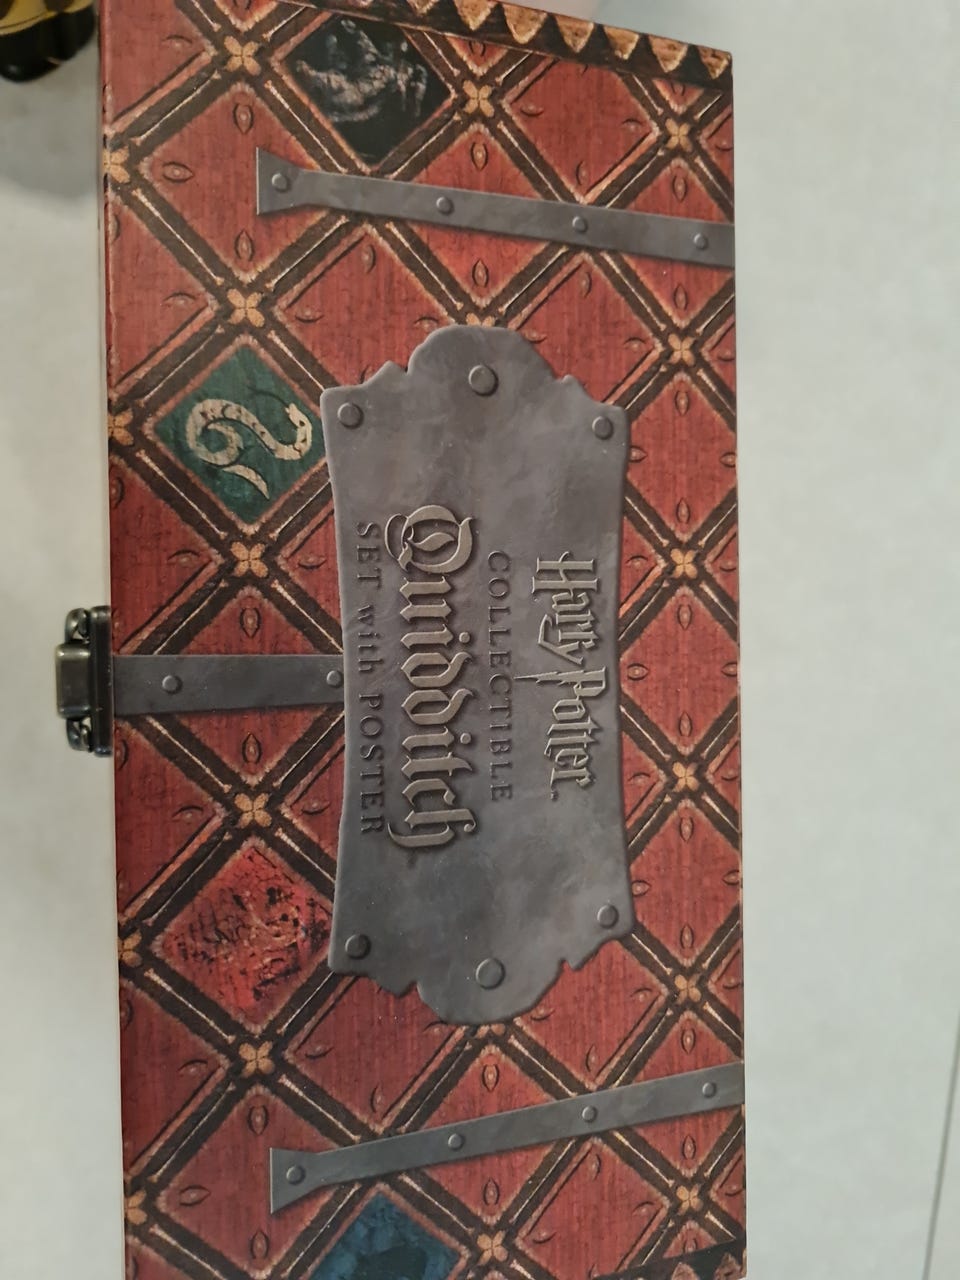 Harry Potter
COLLECTIBLE
Quidditch
SET with POSTER